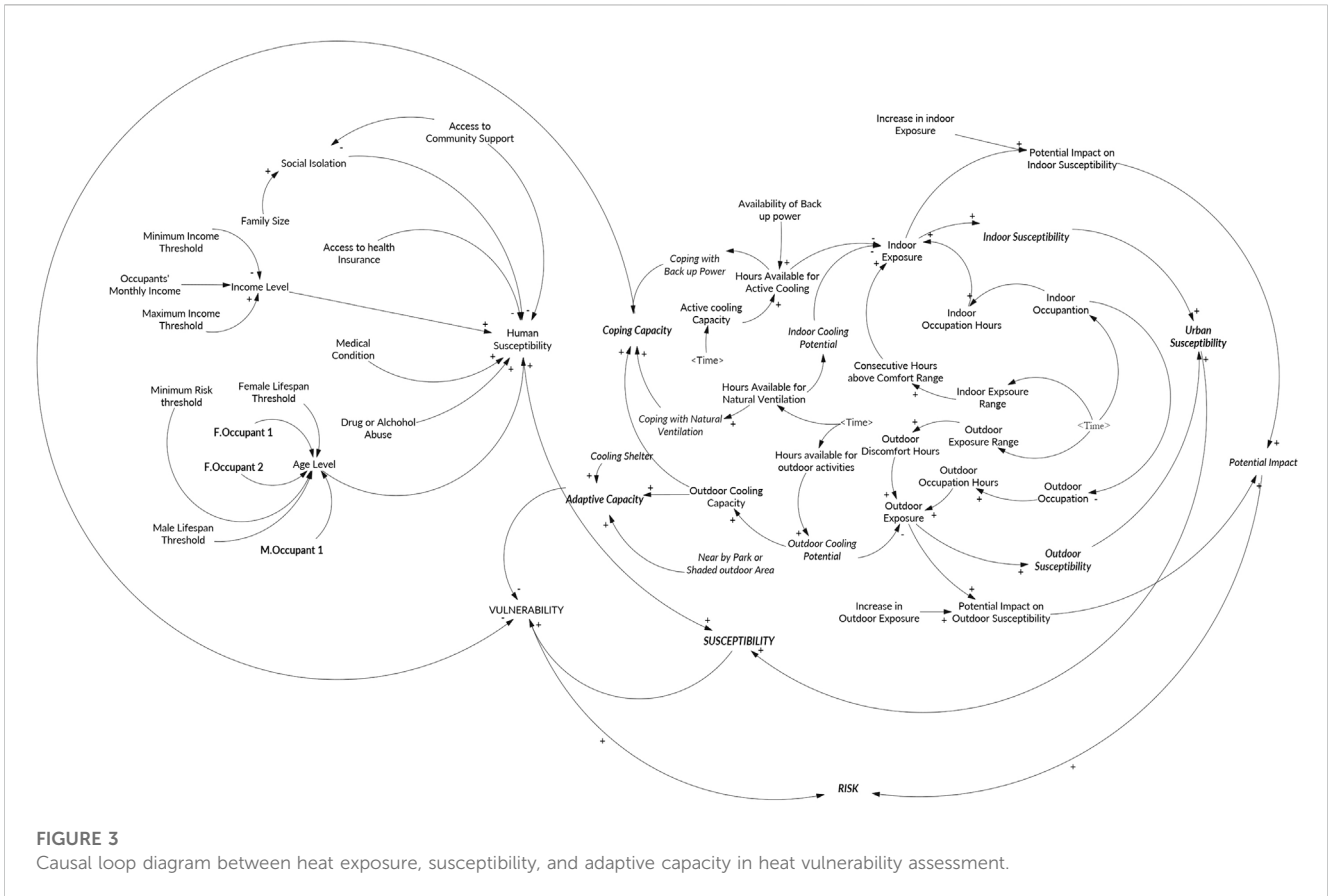 Access to
Community Support
Social Isolation
Family Size
Minimum Income
Threshold
Access to health
Insurance
Occupants'
Monthly Income
Income Level
Maximum Income
Threshold
Human
Susceptibility
Medical
Condition
Minimum Risk
threshold
Female Lifespan
Threshold
F.Occupant 1
Drug or Alchohol
Abuse
F.Occupant 2
Age Level
Male Lifespan
Threshold
M.Occupant 1
Increase in indoor
Exposure
Potential Impact on
Indoor Susceptibility
Availability of Back
up power
Coping with
Back up Power
Hours Available for
Active Cooling
Indoor
Exposure
Indoor Susceptibility
Active cooling
Capacity
<Time>
Coping Capacity
Indoor Cooling
Potential
Indoor
Occupation Hours
Indoor
Occupantion
Urban
Susceptibility
Hours Available for
Natural Ventilation
Consecutive Hours
above Comfort Range
Indoor Expsoure
Range
Coping with Natural
Ventilation
<Time>
<Time>
Outdoor
Discomfort Hours
Outdoor
Exposure Range
Cooling Shelter
Hours available for
outdoor activities
Outdoor
Occupation Hours
Potential Impact
Adaptive Capacity
Outdoor Cooling
Capacity
Outdoor
Exposure
Outdoor
Occupation
Outdoor Cooling
Potential
Near by Park or
Shaded outdoor Area
Outdoor
Susceptibility
VULNERABILITY
Increase in
Outdoor Exposure
Potential Impact on
Outdoor Susceptibility
SUSCEPTIBILITY
RISK
FIGURE 3
Causal loop diagram between heat exposure, susceptibility, and adaptive capacity in heat vulnerability assessment.